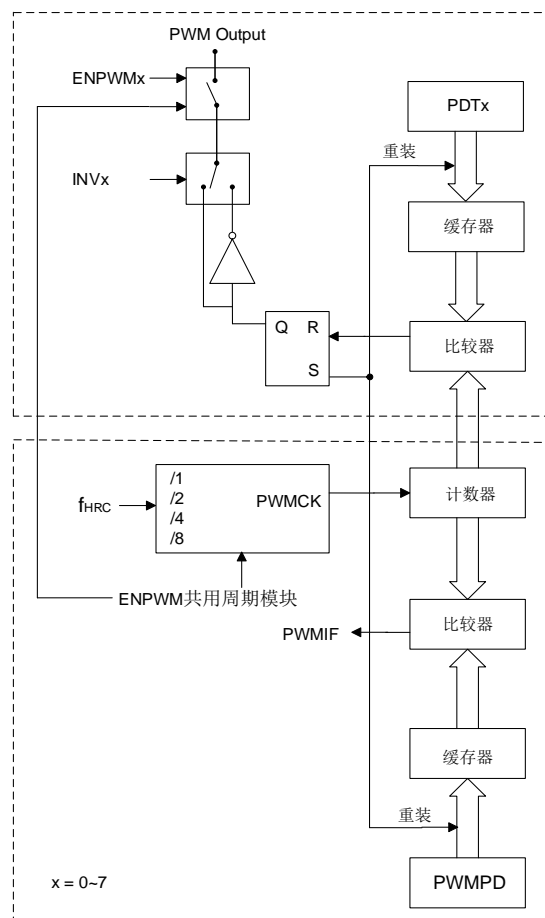 PWM Output
ENPWMx
PDTx
重装
INVx
缓存器
Q R
S
比较器
fHRC
/1
/2
/4
/8
PWMCK
计数器
ENPWM共用周期模块
PWMIF
比较器
缓存器
重装
PWMPD
x = 0~7